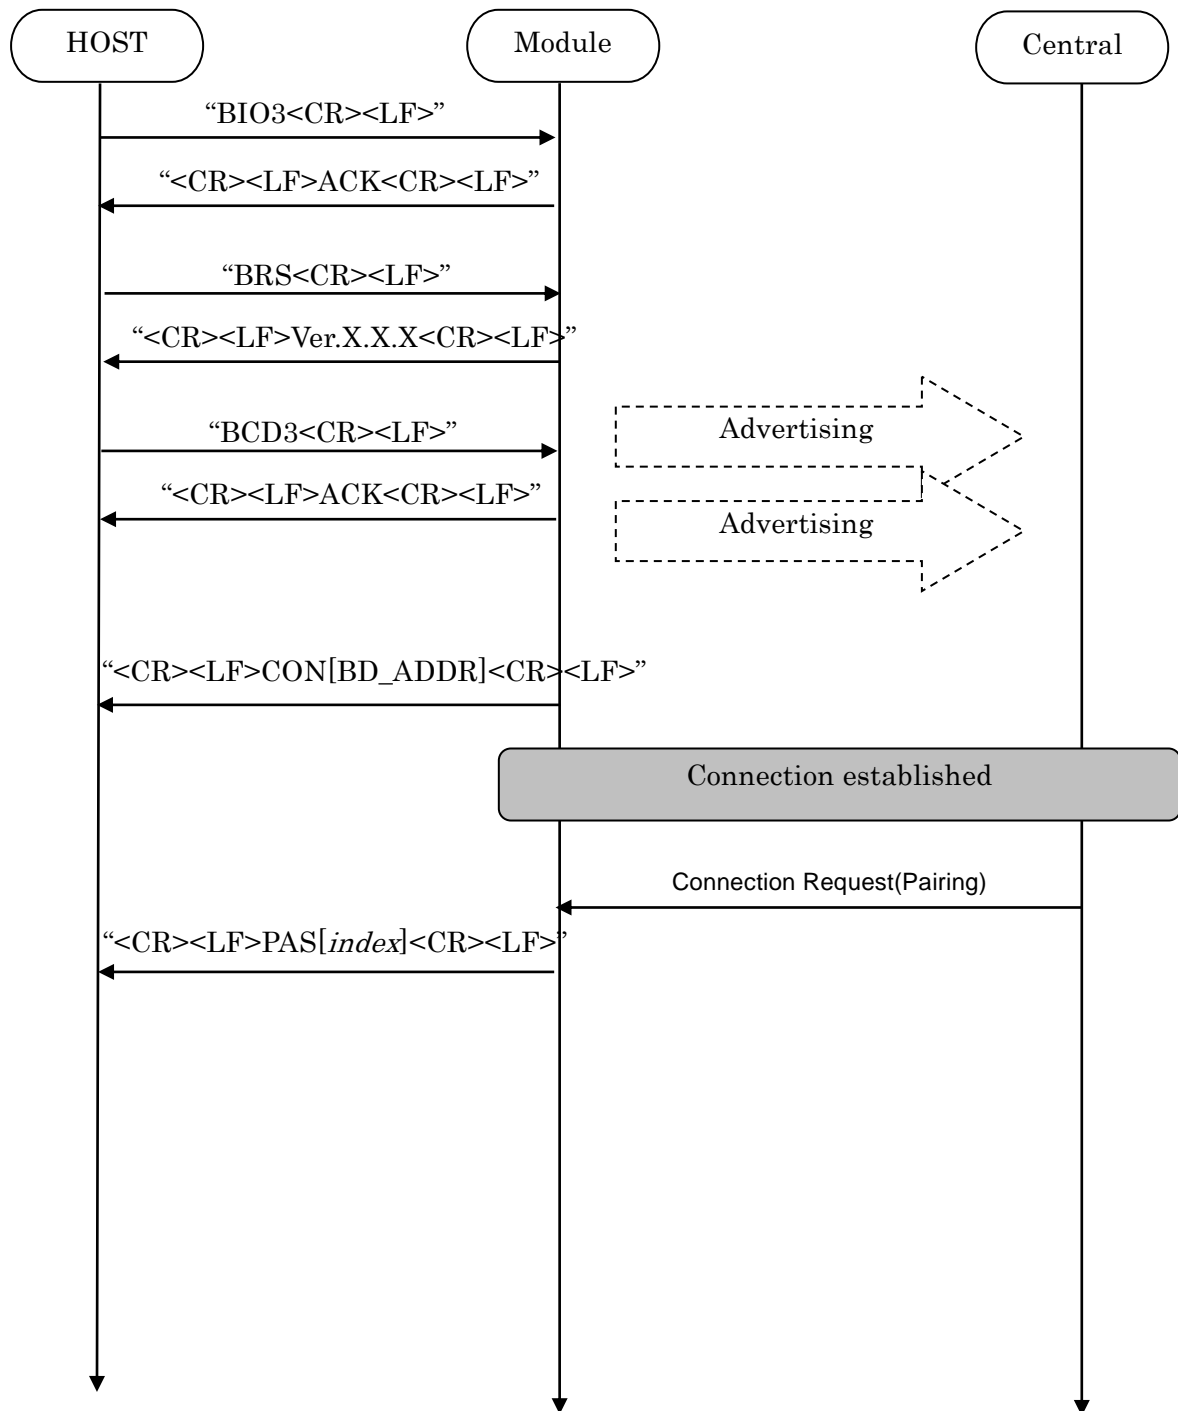 HOST
Module
Central
“BIO3<CR><LF>”
“<CR><LF>ACK<CR><LF>”
“BRS<CR><LF>”
“<CR><LF>Ver.X.X.X<CR><LF>”
“BCD3<CR><LF>”
Advertising
“<CR><LF>ACK<CR><LF>”
Advertising
“<CR><LF>CON[BD_ADDR]<CR><LF>”
Connection established
Connection Request(Pairing)
“<CR><LF>PAS[index]<CR><LF>”